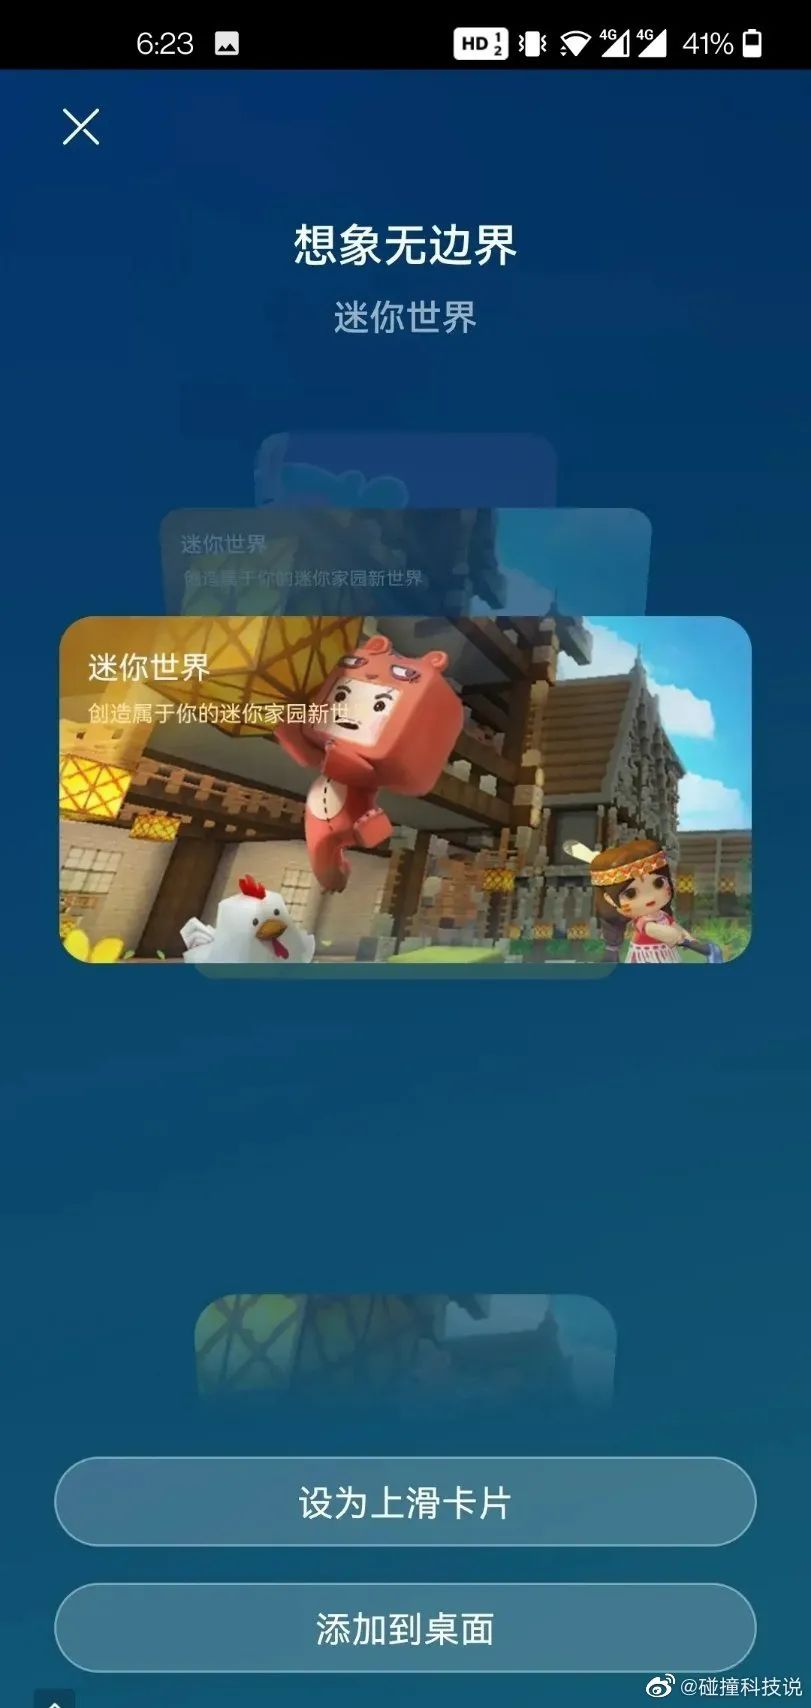 6:23
HD 1 2
4G 4G
41%
想象无边界
迷你世界
迷你世界
创造属于你的迷你家园新世界
迷你世界
创造属于你的迷你家园新世
设为上滑卡片
添加到桌面
@碰撞科技说